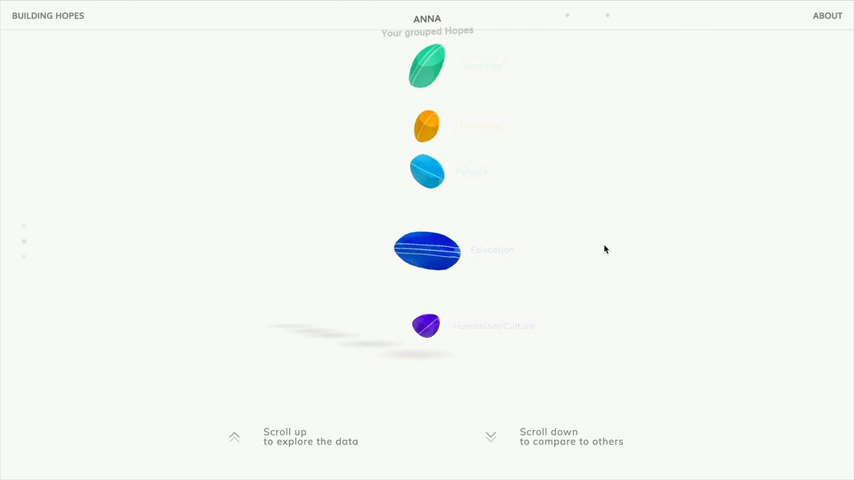 BUILDING HOPES
ANNA
ABOUT
Your grouped Hopes
Politics
Education
Humanism/Culture
Scroll up
to explore the data
Scroll down
to compare to others